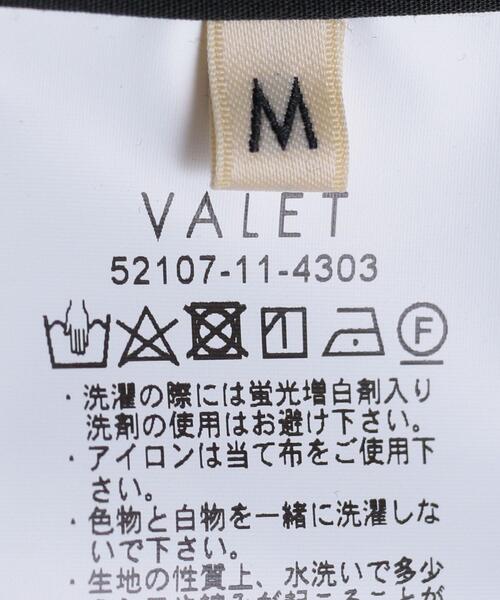 M
VALET
52107-11-4303
F
・洗濯の際には蛍光増白剤入り
洗剤の使用はお避け下さい。
・アイロンは当て布をご使用下
さい。
・色物と白物を一緒に洗濯しな
いで下さい。
・生地の性質上、水洗いで多少